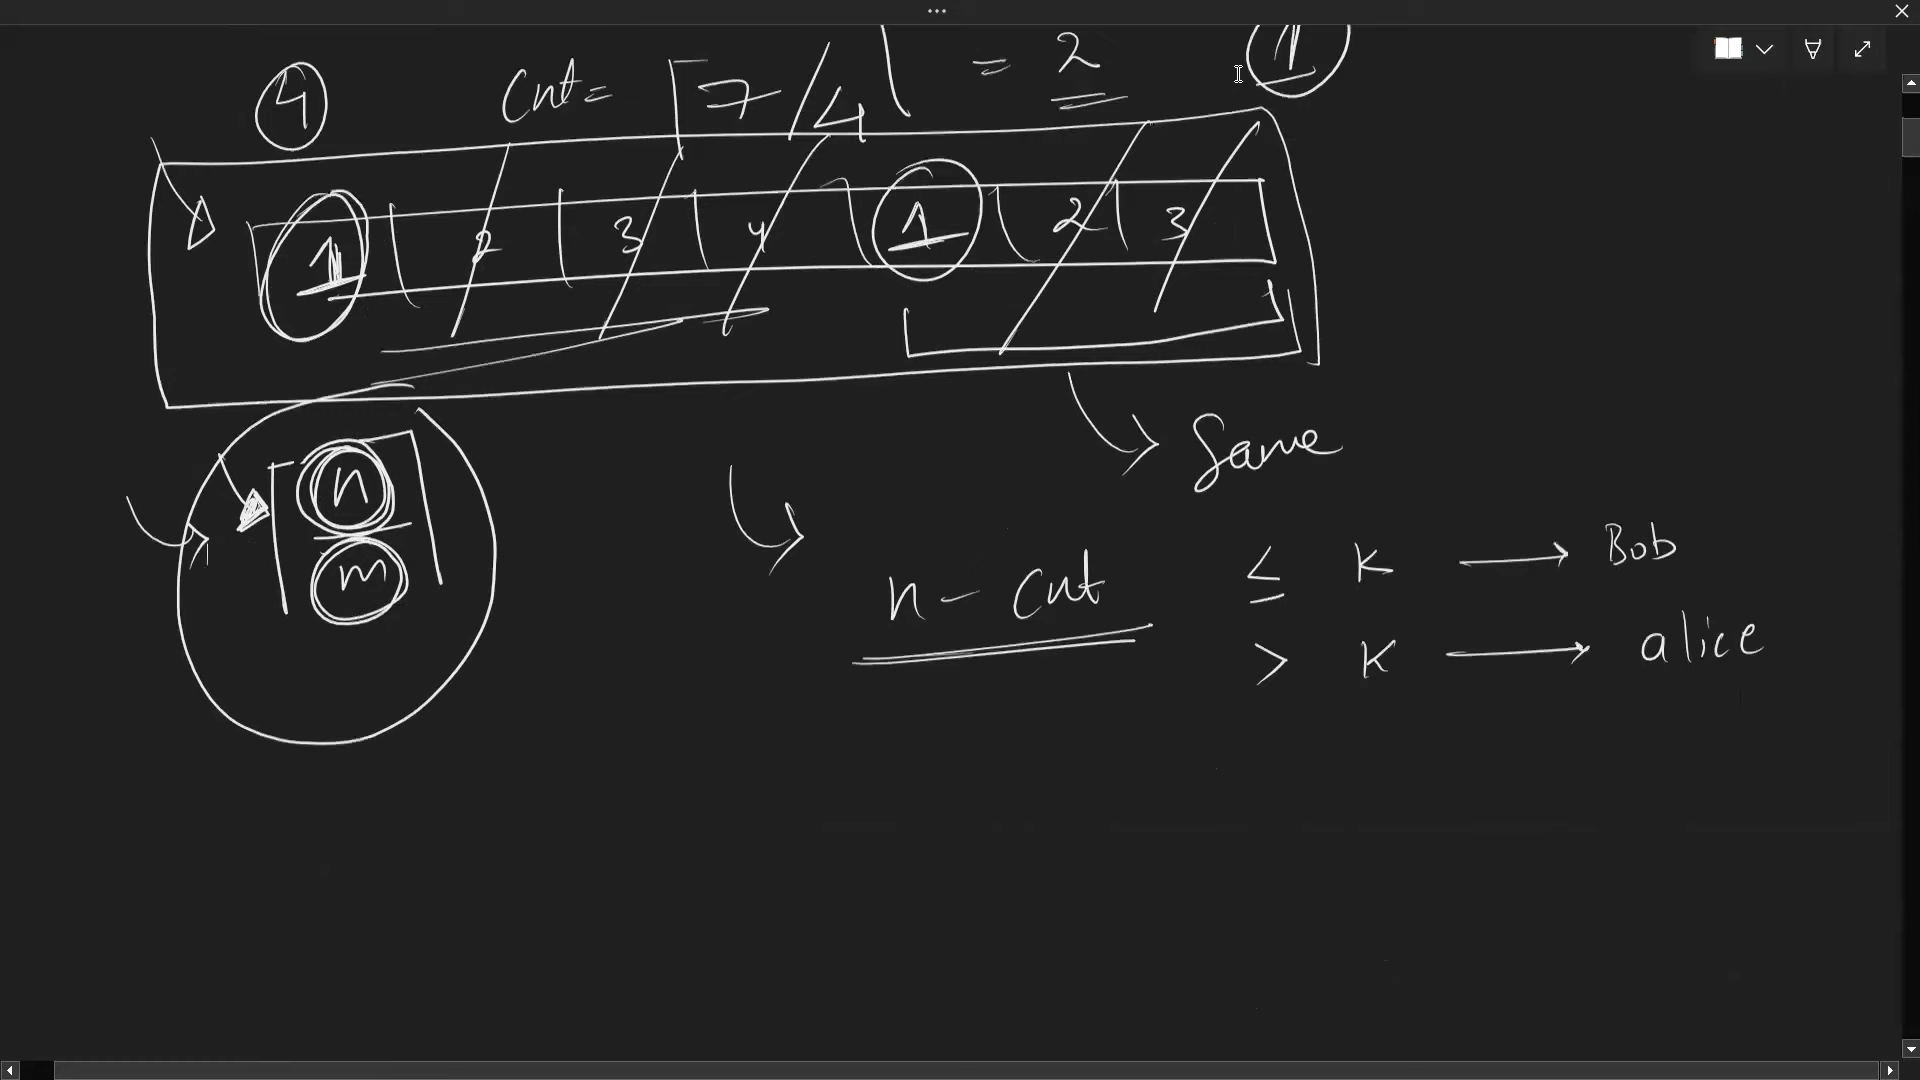 4 Cnt = ⌈7/4⌉ = 2 1
1 2 3 4 1 2 3
Same
n
m
n - Cnt ≤ K → Bob
> K → alice